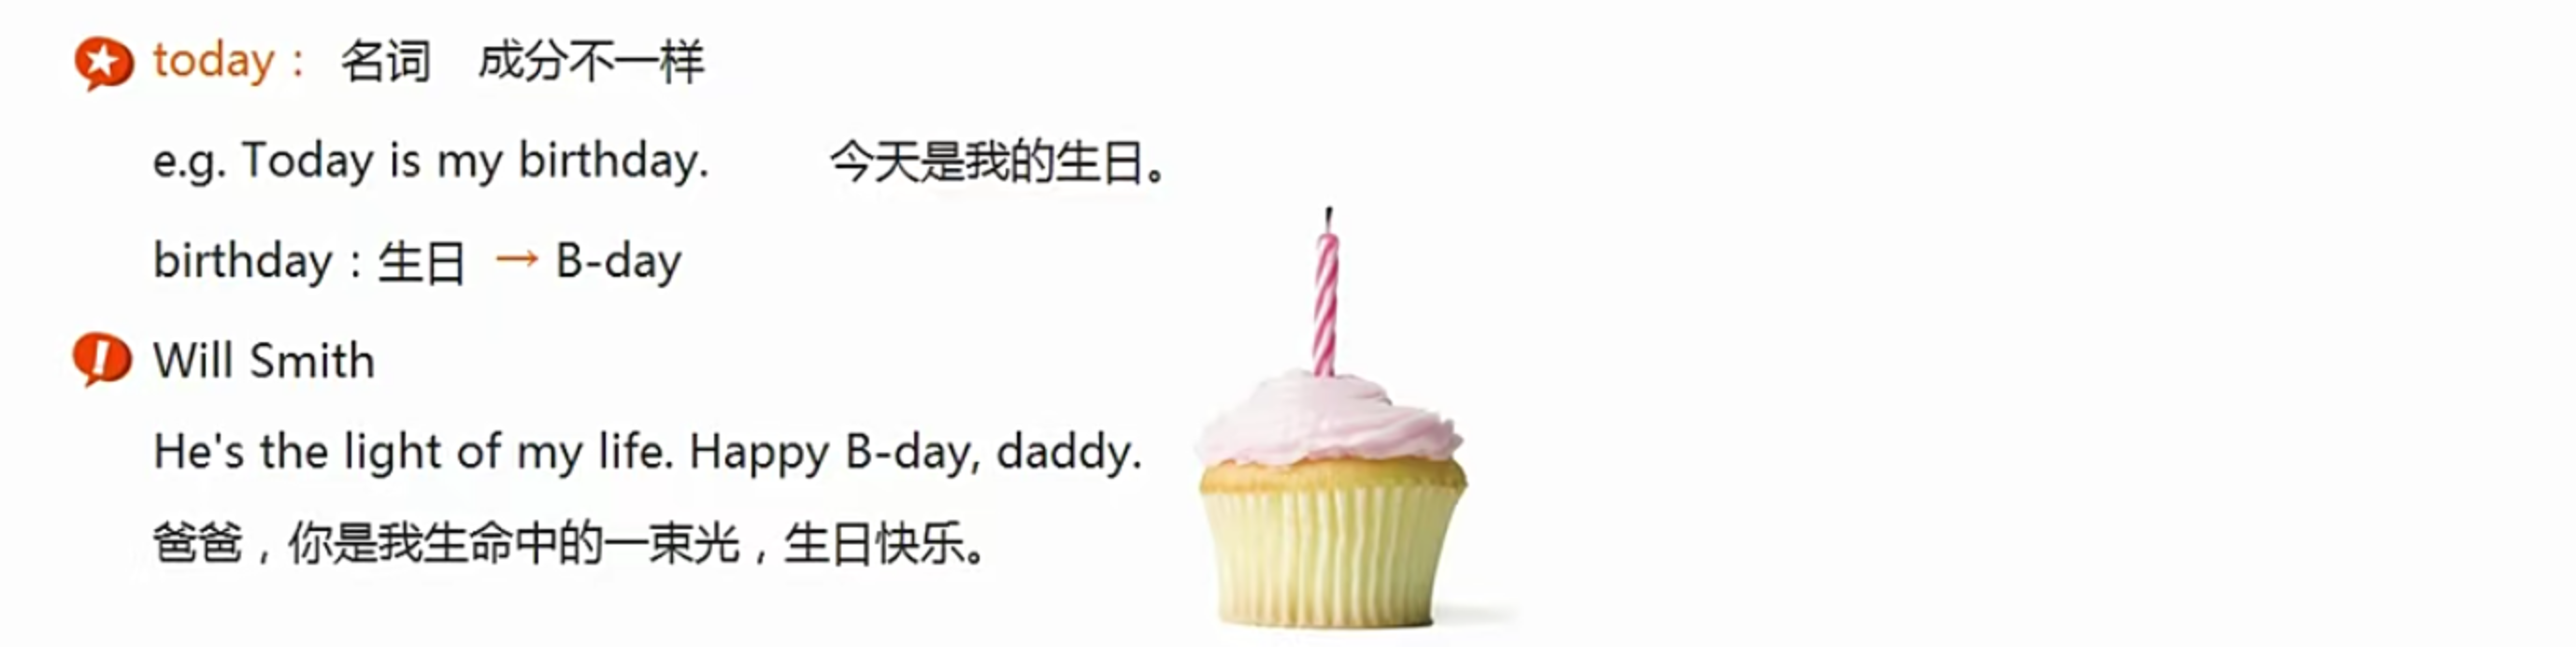 today： 名词 成分不一样
e.g. Today is my birthday. 今天是我的生日。
birthday：生日 → B-day
Will Smith
He's the light of my life. Happy B-day, daddy.
爸爸，你是我生命中的一束光，生日快乐。